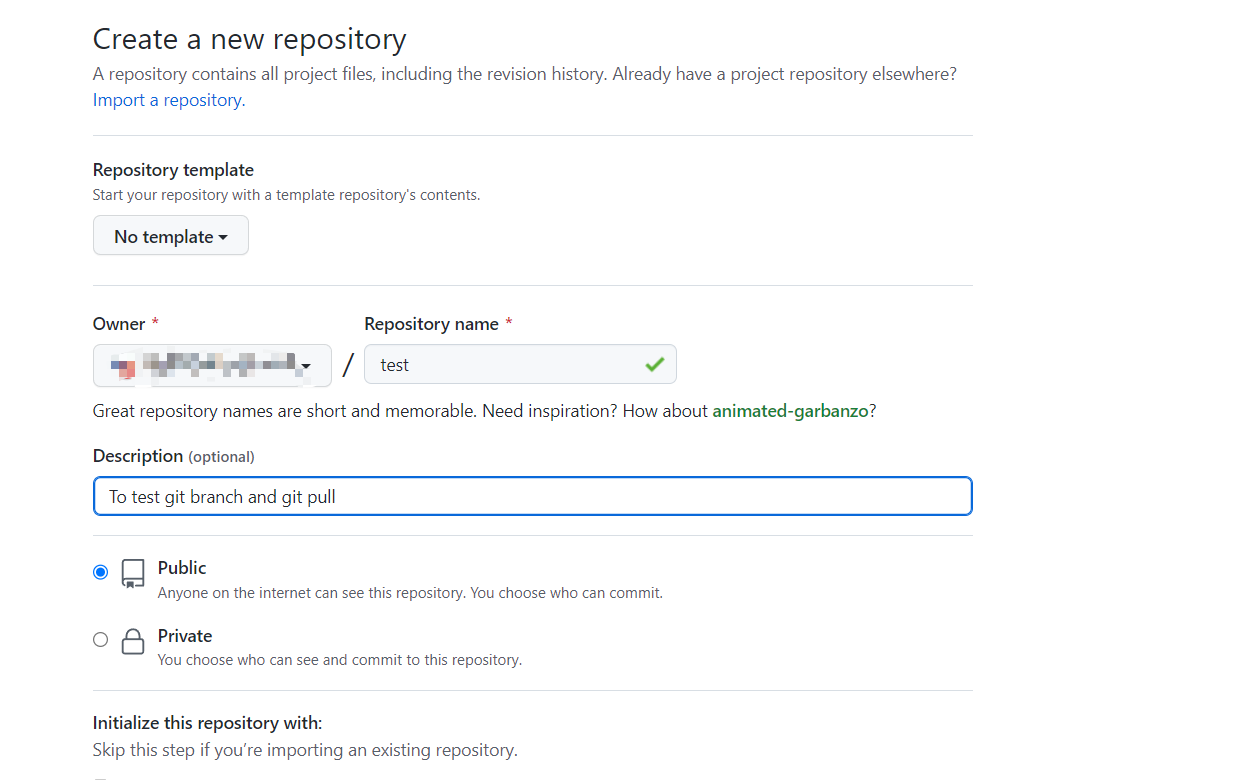 Create a new repository
A repository contains all project files, including the revision history. Already have a project repository elsewhere?
Import a repository.
Repository template
Start your repository with a template repository's contents.
No template
Owner *
Repository name *
/
test
Great repository names are short and memorable. Need inspiration? How about animated-garbanzo?
Description (optional)
To test git branch and git pull
Public
Anyone on the internet can see this repository. You choose who can commit.
Private
You choose who can see and commit to this repository.
Initialize this repository with:
Skip this step if you’re importing an existing repository.